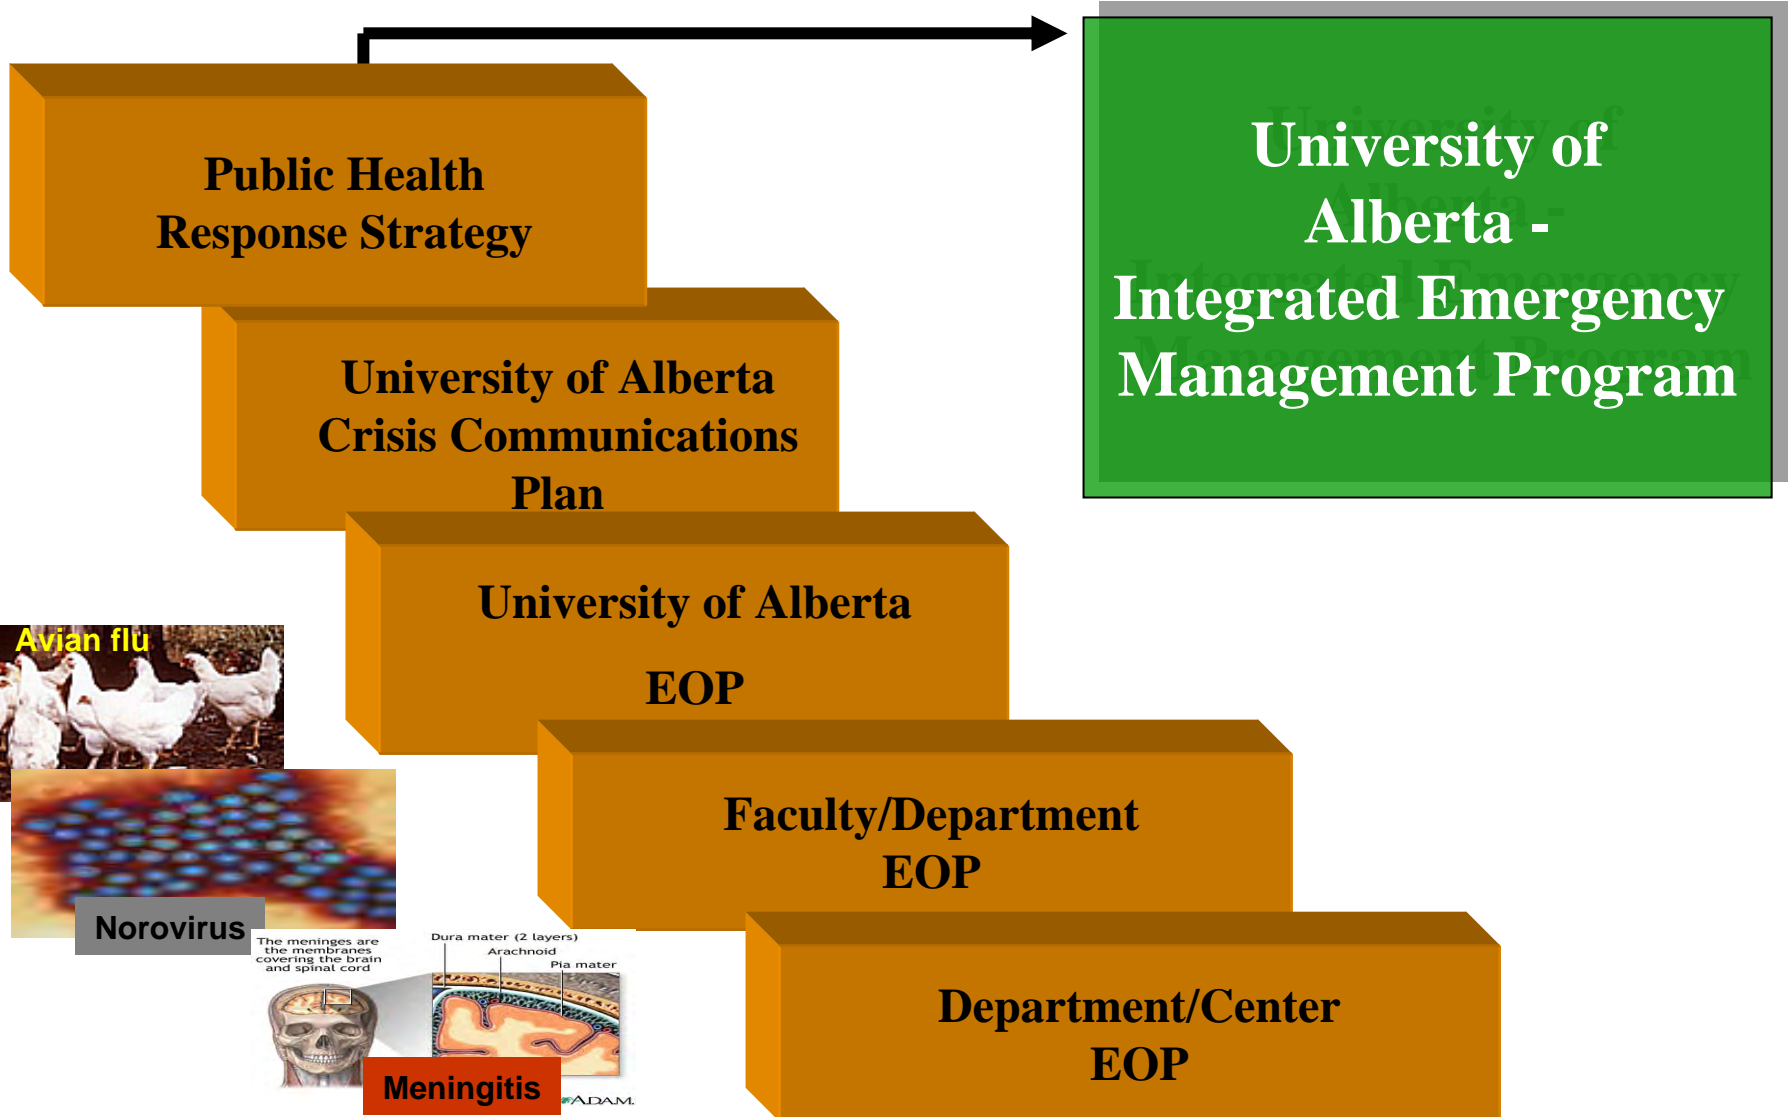 Public Health
Response Strategy
University of
Alberta -
Integrated Emergency
Management Program
University of Alberta
Crisis Communications
Plan
University of Alberta
EOP
Faculty/Department
EOP
Department/Center
EOP
Avian flu
Norovirus
The meninges are
the membranes
covering the brain
and spinal cord
Dura mater (2 layers)
Arachnoid
Pia mater
Meningitis
ADAM.